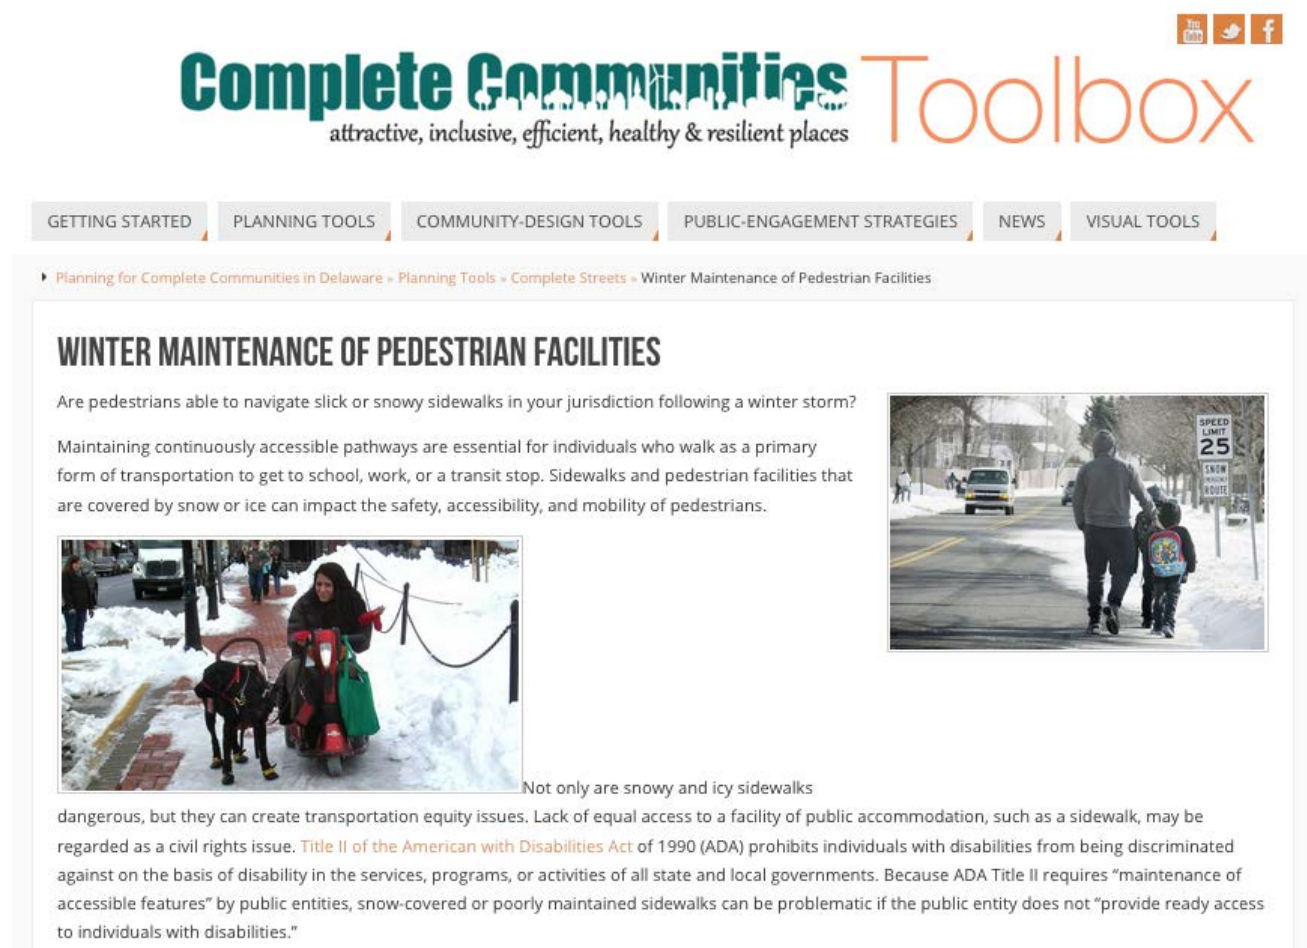 You
Tube
Complete Communities Toolbox
attractive, inclusive, efficient, healthy & resilient places
GETTING STARTED
PLANNING TOOLS
COMMUNITY-DESIGN TOOLS
PUBLIC-ENGAGEMENT STRATEGIES
NEWS
VISUAL TOOLS
Planning for Complete Communities in Delaware » Planning Tools » Complete Streets » Winter Maintenance of Pedestrian Facilities
WINTER MAINTENANCE OF PEDESTRIAN FACILITIES
Are pedestrians able to navigate slick or snowy sidewalks in your jurisdiction following a winter storm?
Maintaining continuously accessible pathways are essential for individuals who walk as a primary
form of transportation to get to school, work, or a transit stop. Sidewalks and pedestrian facilities that
are covered by snow or ice can impact the safety, accessibility, and mobility of pedestrians.
SPEED
LIMIT
25
SNOW
EMERGENCY
ROUTE
Not only are snowy and icy sidewalks
dangerous, but they can create transportation equity issues. Lack of equal access to a facility of public accommodation, such as a sidewalk, may be
regarded as a civil rights issue. Title II of the American with Disabilities Act of 1990 (ADA) prohibits individuals with disabilities from being discriminated
against on the basis of disability in the services, programs, or activities of all state and local governments. Because ADA Title II requires “maintenance of
accessible features” by public entities, snow-covered or poorly maintained sidewalks can be problematic if the public entity does not “provide ready access
to individuals with disabilities.”